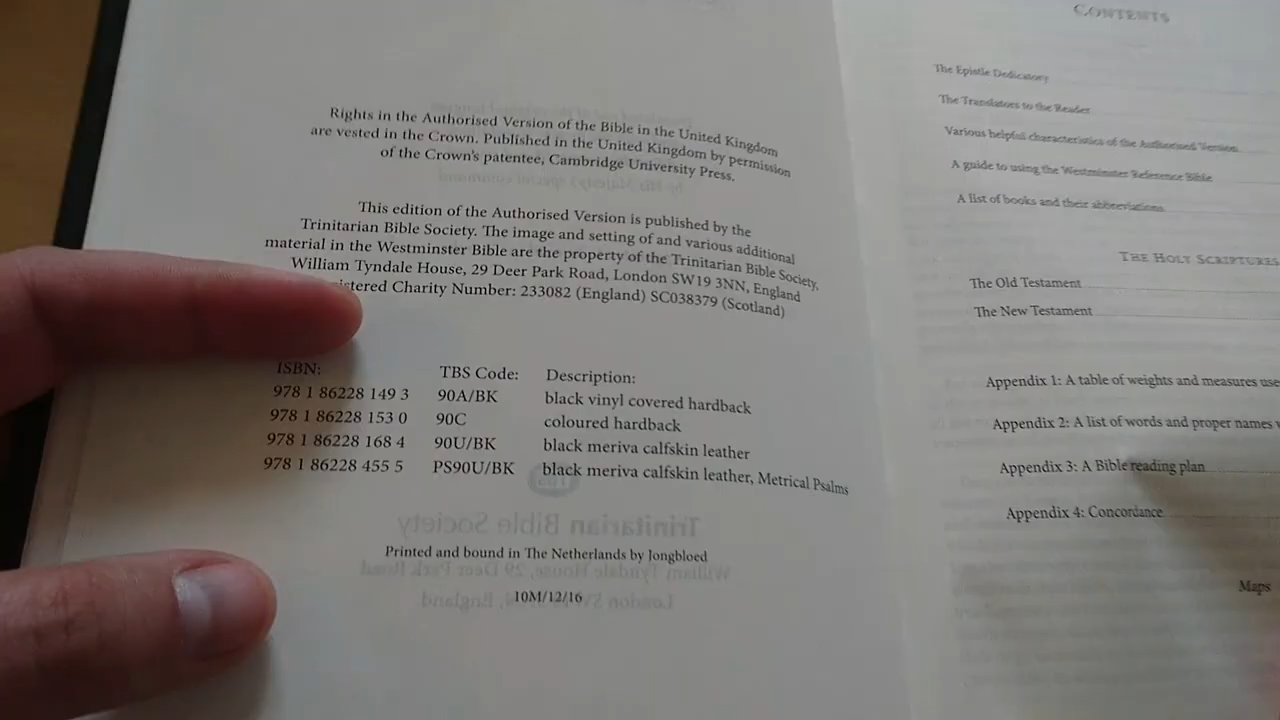 Rights in the Authorised Version of the Bible in the United Kingdom
are vested in the Crown. Published in the United Kingdom by permission
of the Crown's patentee, Cambridge University Press.
This edition of the Authorised Version is published by the
Trinitarian Bible Society. The image and setting of and various additional
material in the Westminster Bible are the property of the Trinitarian Bible Society,
William Tyndale House, 29 Deer Park Road, London SW19 3NN, England
Charity Number: 233082 (England) SC038379 (Scotland)
ISBN: TBS Code: Description:
978 1 86228 149 3 90A/BK black vinyl covered hardback
978 1 86228 153 0 90C coloured hardback
978 1 86228 168 4 90U/BK black meriva calfskin leather
978 1 86228 455 5 PS90U/BK black meriva calfskin leather, Metrical Psalms
Trinitarian Bible Society
Printed and bound in The Netherlands by Jongbloed
William Tyndale House, 29 Deer Park Road
10M/12/16
CONTENTS
The Epistle Dedicatory
The Translators to the Reader
Various helpful characteristics of the Authorised Version
A guide to using the Westminster Reference Bible
A list of books and their abbreviations
THE HOLY SCRIPTURES
The Old Testament
The New Testament
Appendix 1: A table of weights and measures
Appendix 2: A list of words and proper names
Appendix 3: A Bible reading plan
Appendix 4: Concordance
Maps